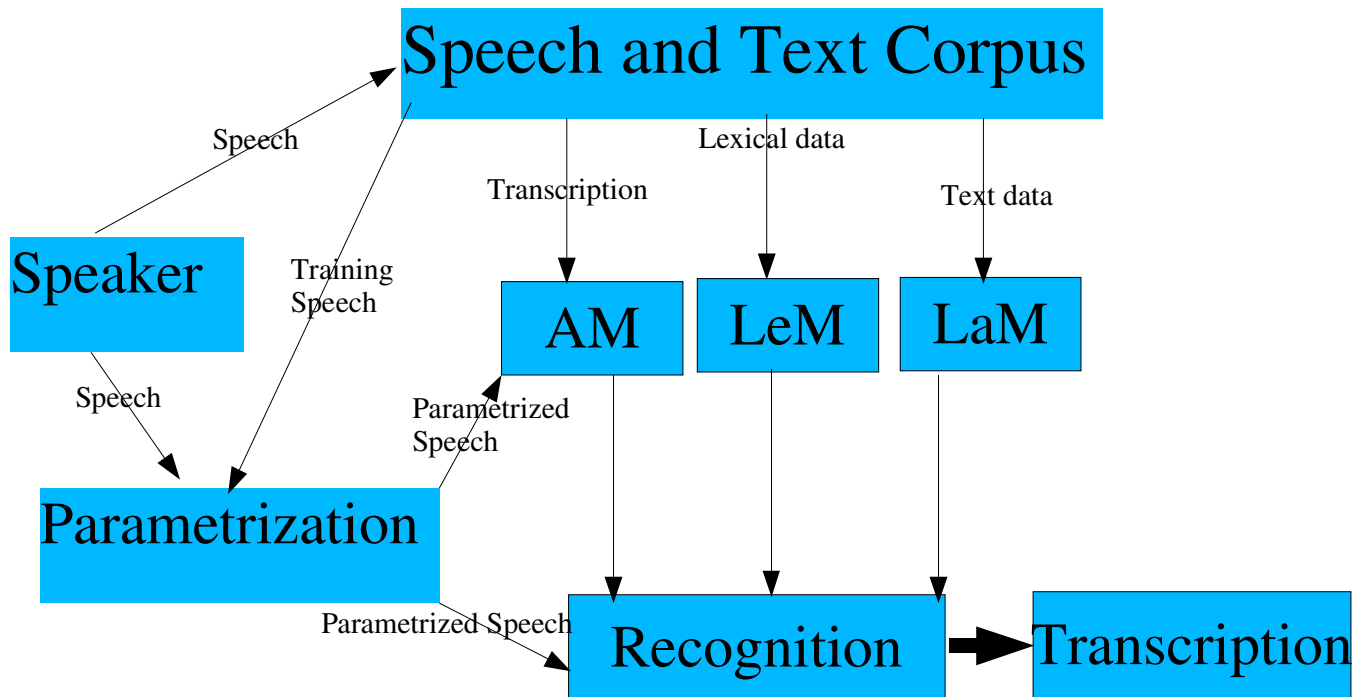 Speech and Text Corpus
Speech
Lexical data
Transcription
Text data
Speaker
Training
Speech
AM
LeM
LaM
Speech
Parametrized
Speech
Parametrization
Parametrized Speech
Recognition
Transcription